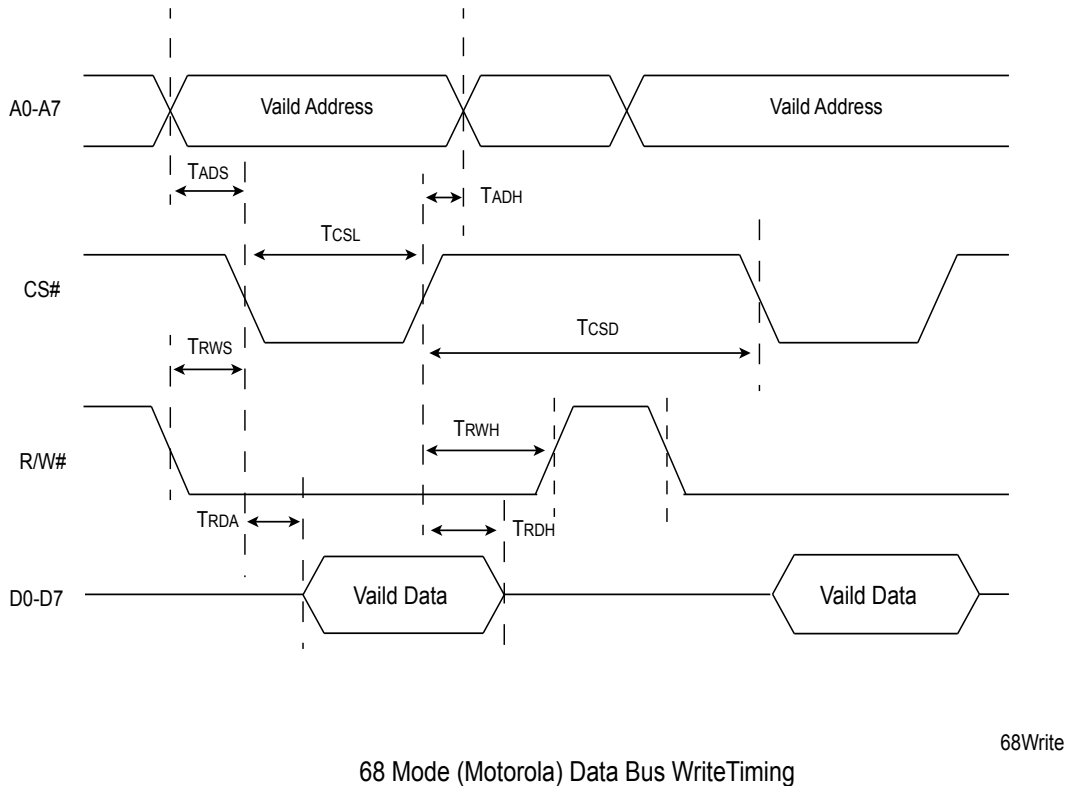 A0-A7
Vaild Address
Vaild Address
TADS
TADH
TCSL
CS#
TCSD
TRWS
TRWH
R/W#
TRDA
TRDH
D0-D7
Vaild Data
Vaild Data
68Write
68 Mode (Motorola) Data Bus WriteTiming